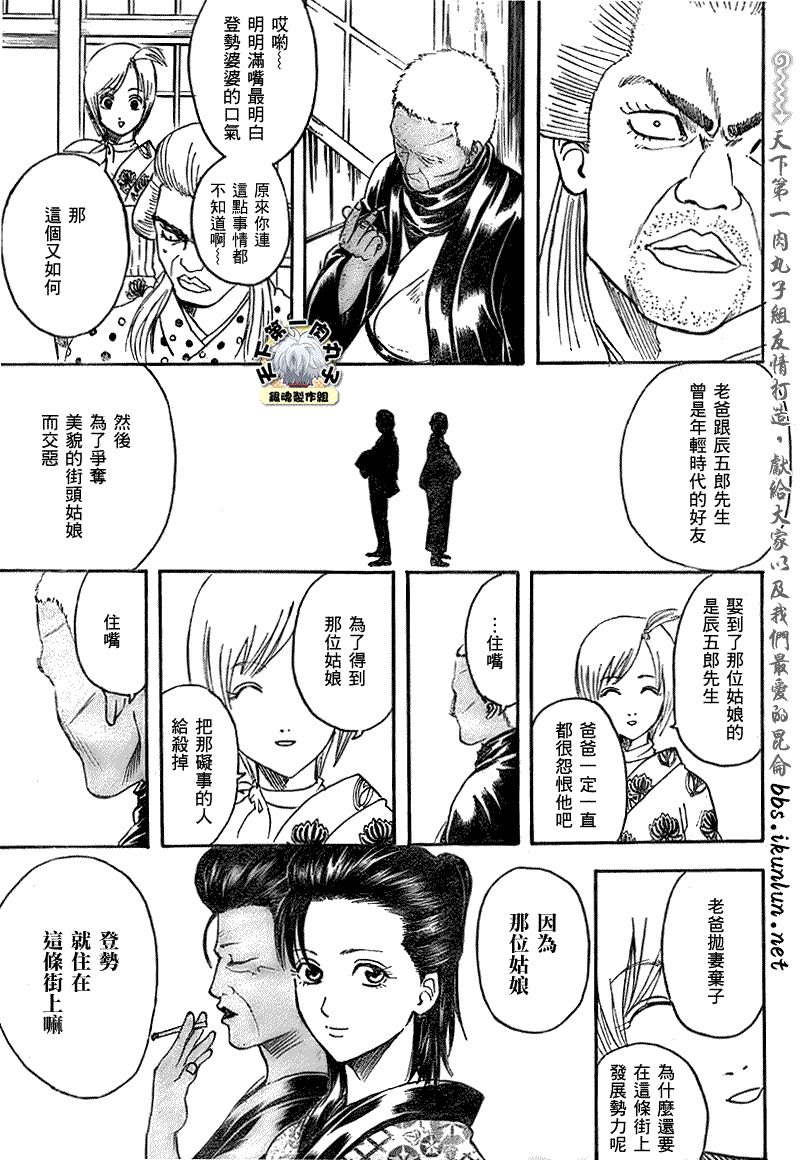 哎喲~
明明滿嘴最明白
登勢婆婆的口氣
原來你連
這點事情都
不知道啊~
那
這個又如何
天下第一肉丸子
銀魂製作組
老爸跟辰五郎先生
曾是年輕時代的好友
然後
為了爭奪
美貌的街頭姑娘
而交惡
娶到了那位姑娘的
是辰五郎先生
爸爸一定一直
都很怨恨他吧
…住嘴
為了得到
那位姑娘
把那礙事的人
給殺掉
住嘴
老爸拋妻棄子
為什麼還要
在這條街上
發展勢力呢
因為
那位姑娘
登勢
就住在
這條街上嘛
天下第一肉丸子組友情打造，獻給大家以及我們最愛的昆侖 bbs.ikunlun.net